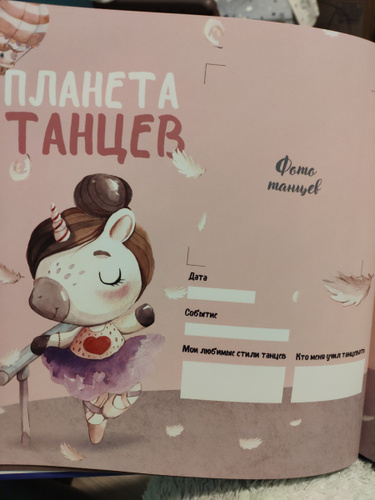 ПЛАНЕТА
ТАНЦЕВ
Фото
танцев
Дата
Событие
Мои любимые стили танцев
Кто меня учил танцевать